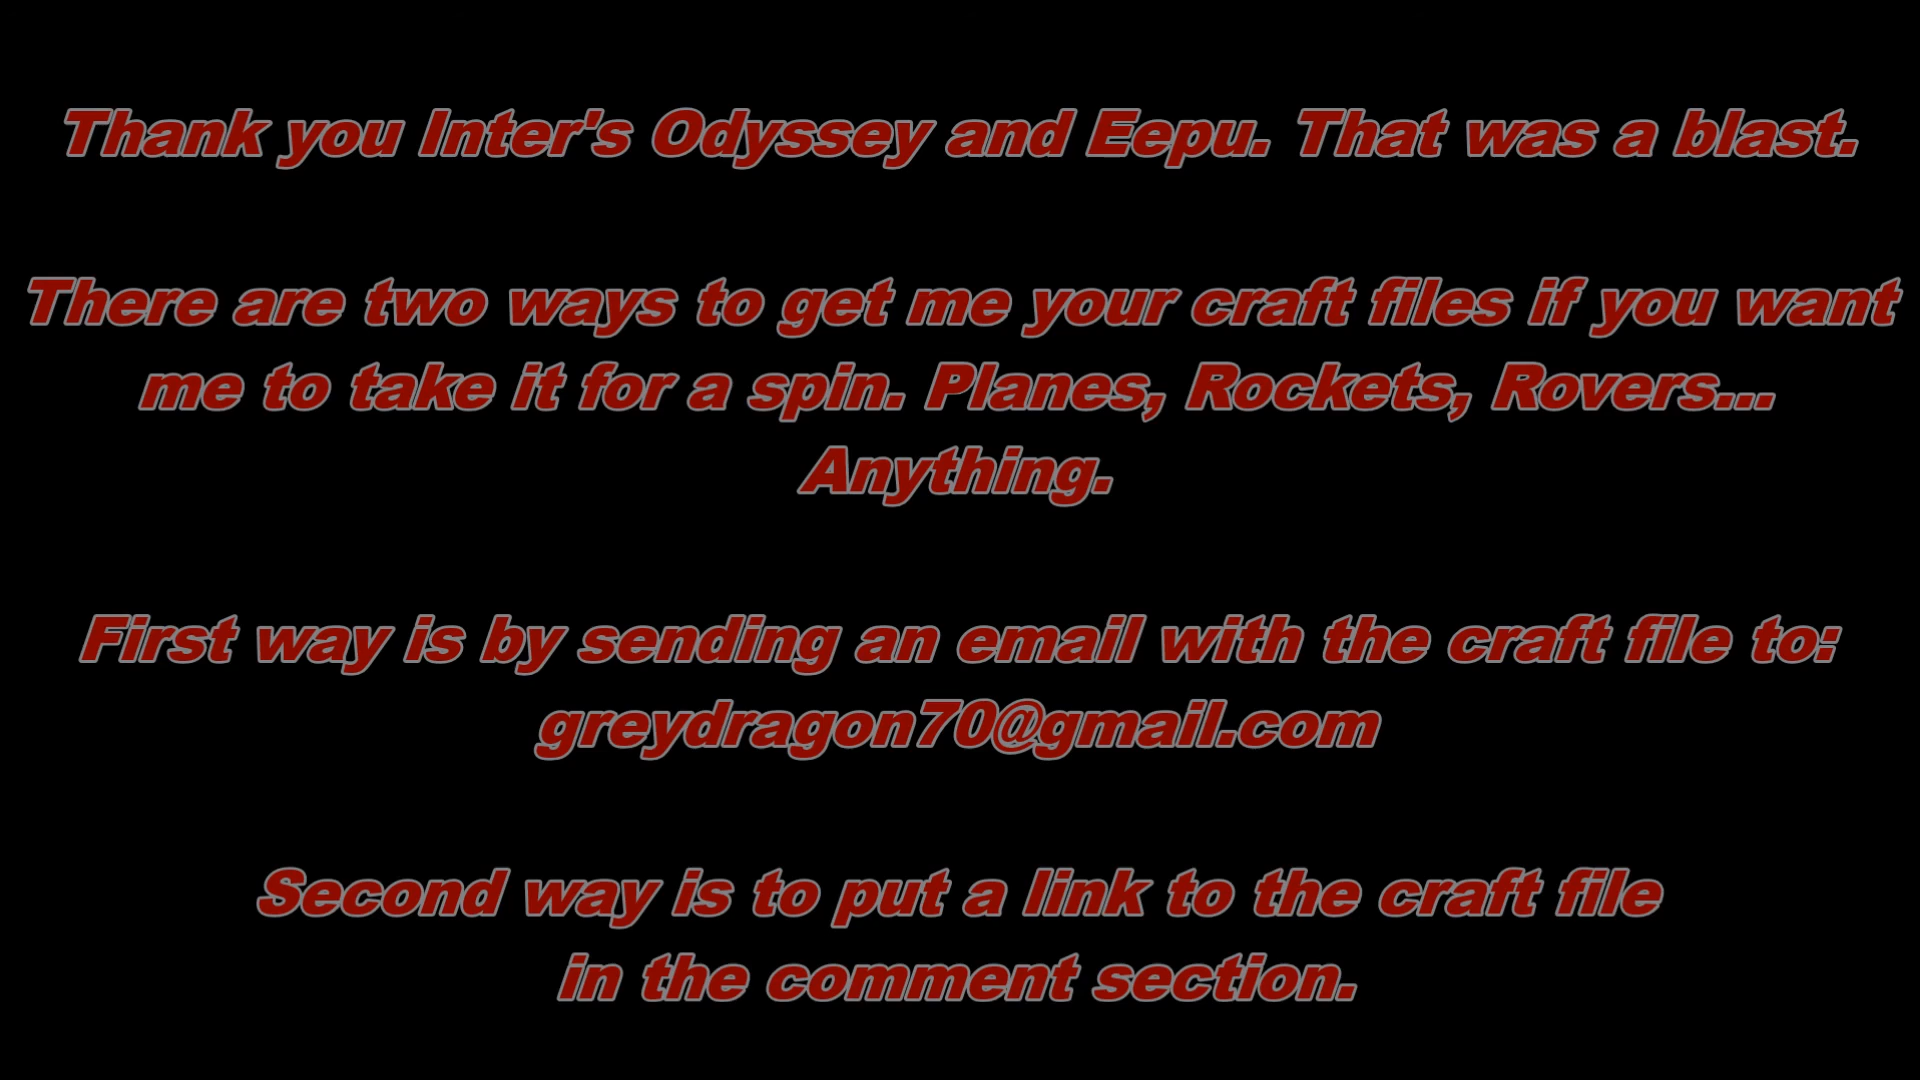 Thank you Inter's Odyssey and Eepu. That was a blast.
There are two ways to get me your craft files if you want
me to take it for a spin. Planes, Rockets, Rovers...
Anything.
First way is by sending an email with the craft file to:
greydragon70@gmail.com
Second way is to put a link to the craft file
in the comment section.